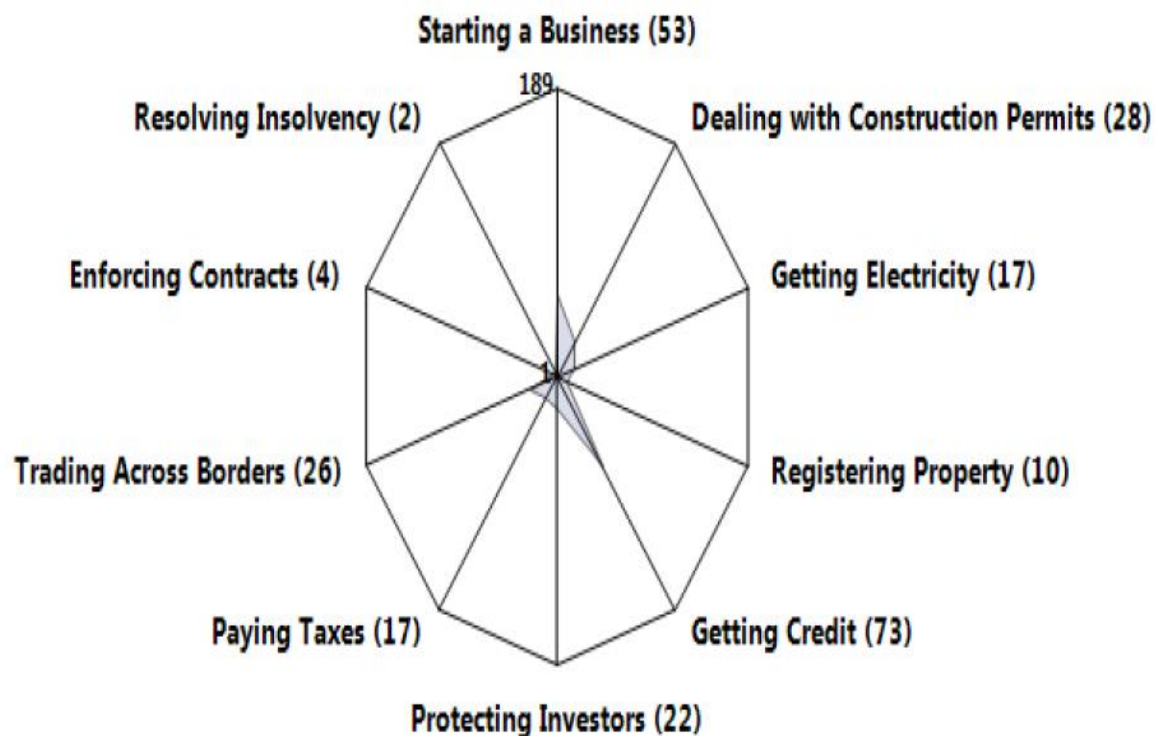 Starting a Business (53)
189
Resolving Insolvency (2)
Dealing with Construction Permits (28)
Enforcing Contracts (4)
Getting Electricity (17)
1
Trading Across Borders (26)
Registering Property (10)
Paying Taxes (17)
Getting Credit (73)
Protecting Investors (22)